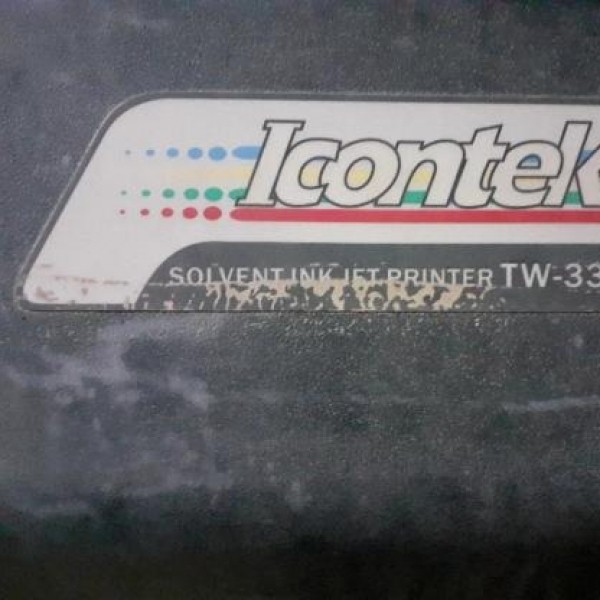 Icontek
SOLVENT INK JET PRINTER TW-33